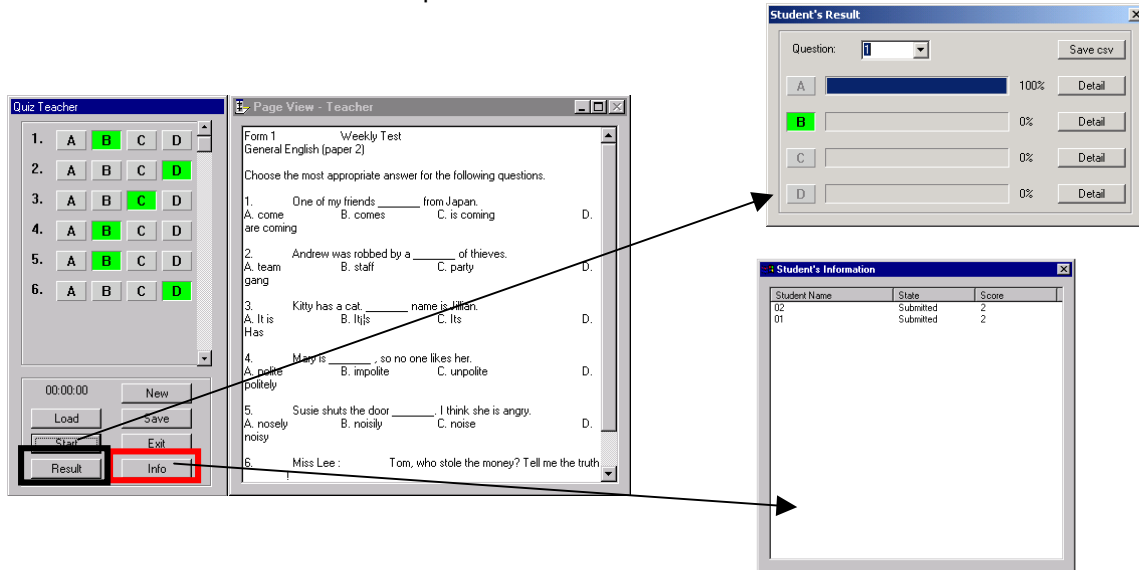 Quiz Teacher
1. A B C D
2. A B C D
3. A B C D
4. A B C D
5. A B C D
6. A B C D
00:00:00 New
Load Save
Start Exit
Result Info
Page View - Teacher
Form 1 Weekly Test
General English (paper 2)
Choose the most appropriate answer for the following questions.
1. One of my friends _______ from Japan.
A. come B. comes C. is coming D.
are coming
2. Andrew was robbed by a _______ of thieves.
A. team B. staff C. party D.
gang
3. Kitty has a cat. _______ name is Jillian.
A. It is B. It¡¦s C. Its D.
Has
4. Mary is _______ , so no one likes her.
A. polite B. impolite C. unpolite D.
politely
5. Susie shuts the door _______. I think she is angry.
A. nosely B. noisily C. noise D.
noisy
6. Miss Lee : Tom, who stole the money? Tell me the truth
!
Student's Result
Question: 1 Save csv
A 100% Detail
B 0% Detail
C 0% Detail
D 0% Detail
Student's Information
Student Name State Score
02 Submitted 2
01 Submitted 2